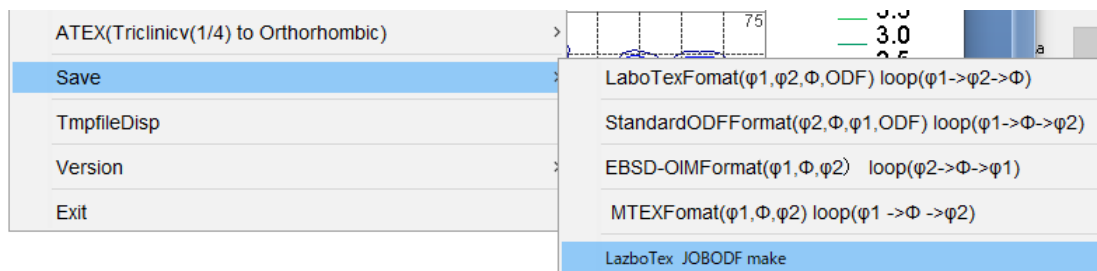 ATEX(Triclinicv(1/4) to Orthorhombic)
>
75
3.0
a
Save
LaboTexFomat(φ1,φ2,Φ,ODF) loop(φ1->φ2->Φ)
TmpfileDisp
StandardODFFormat(φ2,Φ,φ1,ODF) loop(φ1->Φ->φ2)
Version
EBSD-OIMFormat(φ1,Φ,φ2) loop(φ2->Φ->φ1)
Exit
MTEXFomat(φ1,Φ,φ2) loop(φ1 ->Φ ->φ2)
LazboTex JOBODF make